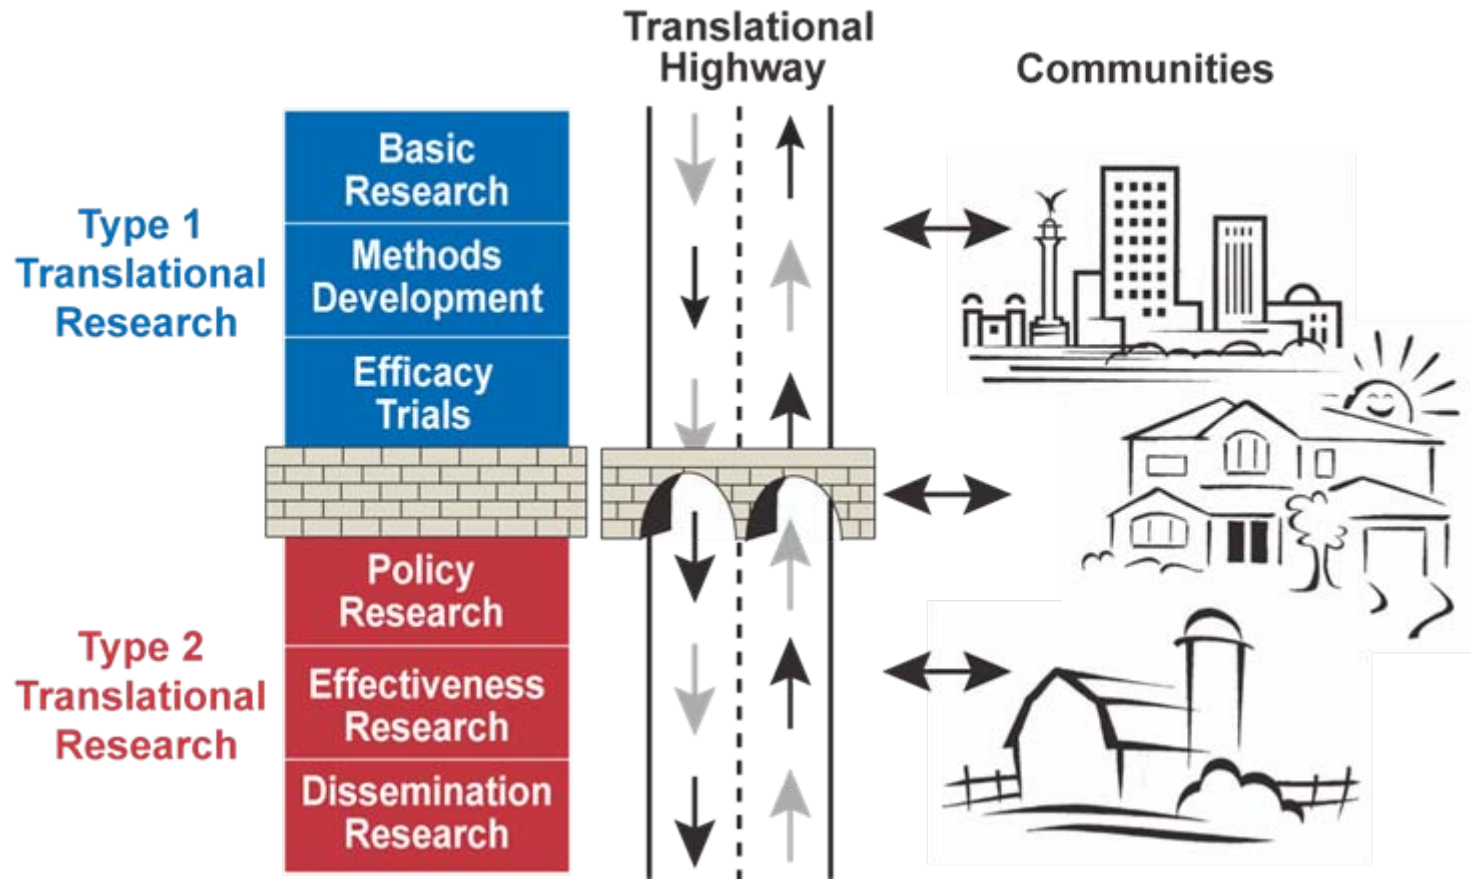 Translational
Highway
Communities
Type 1
Translational
Research
Basic
Research
Methods
Development
Efficacy
Trials
Type 2
Translational
Research
Policy
Research
Effectiveness
Research
Dissemination
Research